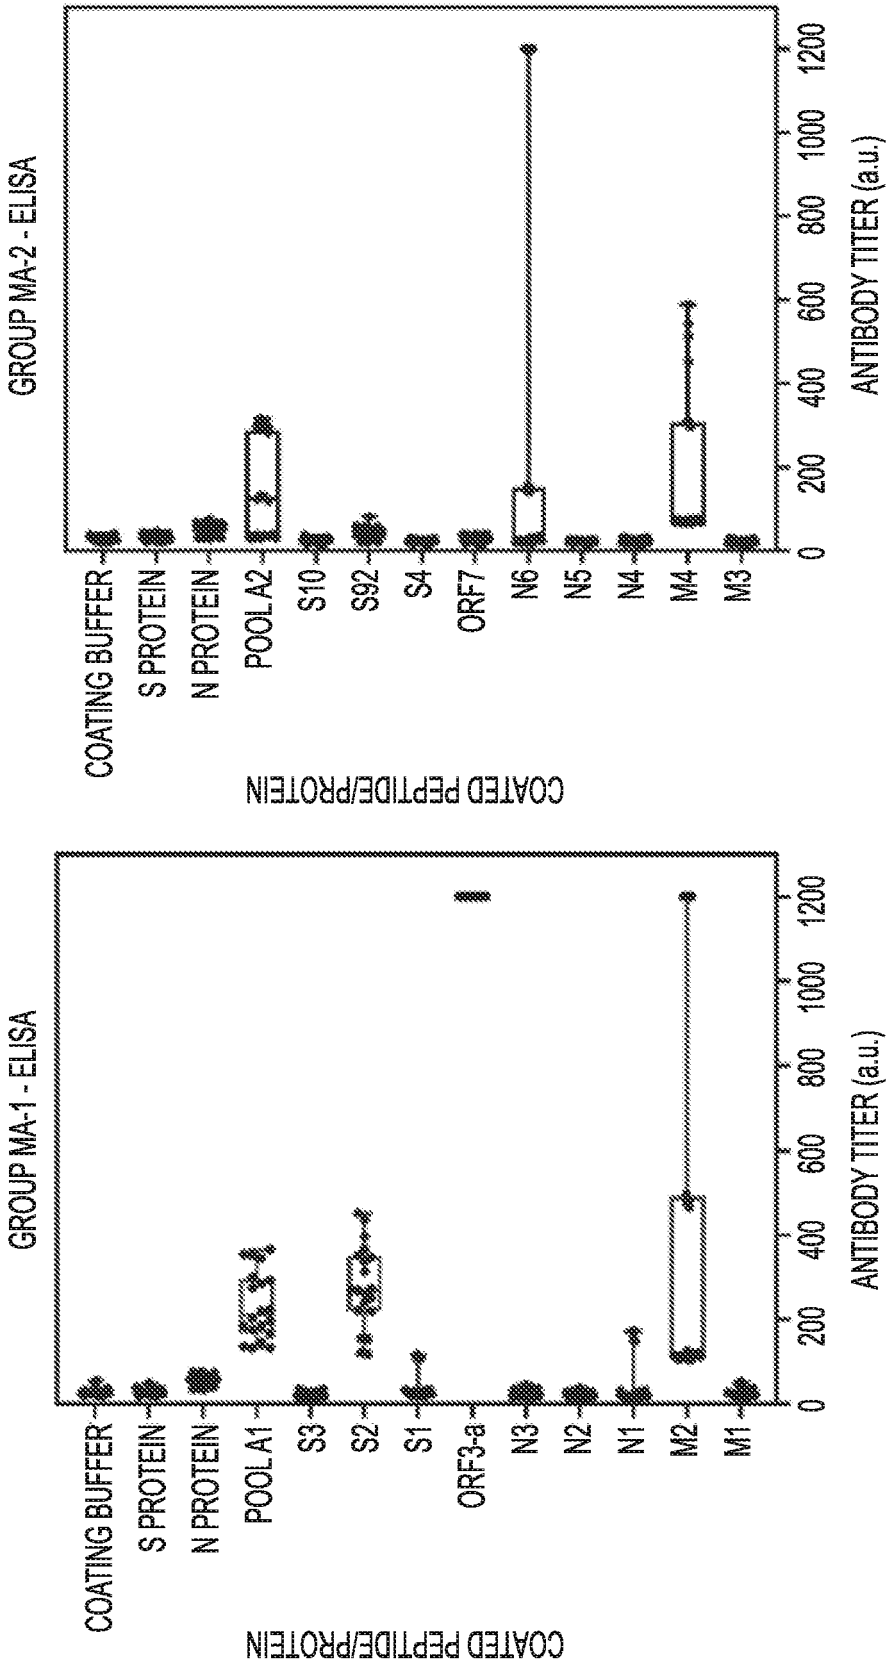 GROUP MA-1 - ELISA
COATED PEPTIDE/PROTEIN
COATING BUFFER
S PROTEIN
N PROTEIN
POOL A1
S3
S2
S1
ORF3-a
N3
N2
N1
M2
M1
0 200 400 600 800 1000 1200
ANTIBODY TITER (a.u.)
GROUP MA-2 - ELISA
COATED PEPTIDE/PROTEIN
COATING BUFFER
S PROTEIN
N PROTEIN
POOL A2
S10
S92
S4
ORF7
N6
N5
N4
M4
M3
0 200 400 600 800 1000 1200
ANTIBODY TITER (a.u.)